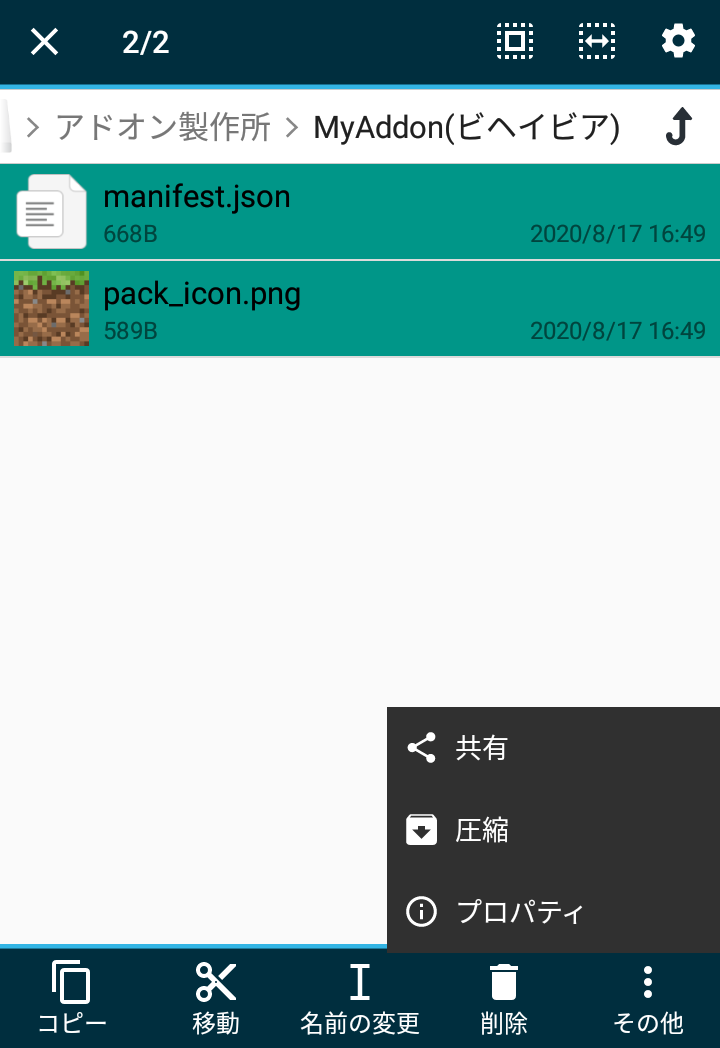 2/2
アドオン製作所 MyAddon(ビヘイビア)
manifest.json
668B 2020/8/17 16:49
pack_icon.png
589B 2020/8/17 16:49
共有
圧縮
プロパティ
コピー 移動 名前の変更 削除 その他